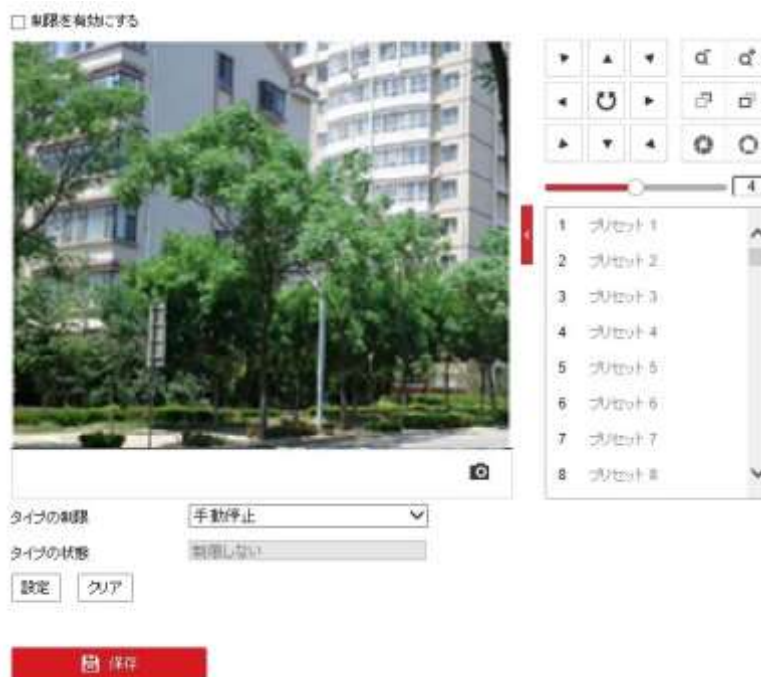 制限を有効にする
4
1 プリセット 1
2 プリセット 2
3 プリセット 3
4 プリセット 4
5 プリセット 5
6 プリセット 6
7 プリセット 7
8 プリセット 8
タイプの制限 手動停止
タイプの状態 制限しない
設定 クリア
保存